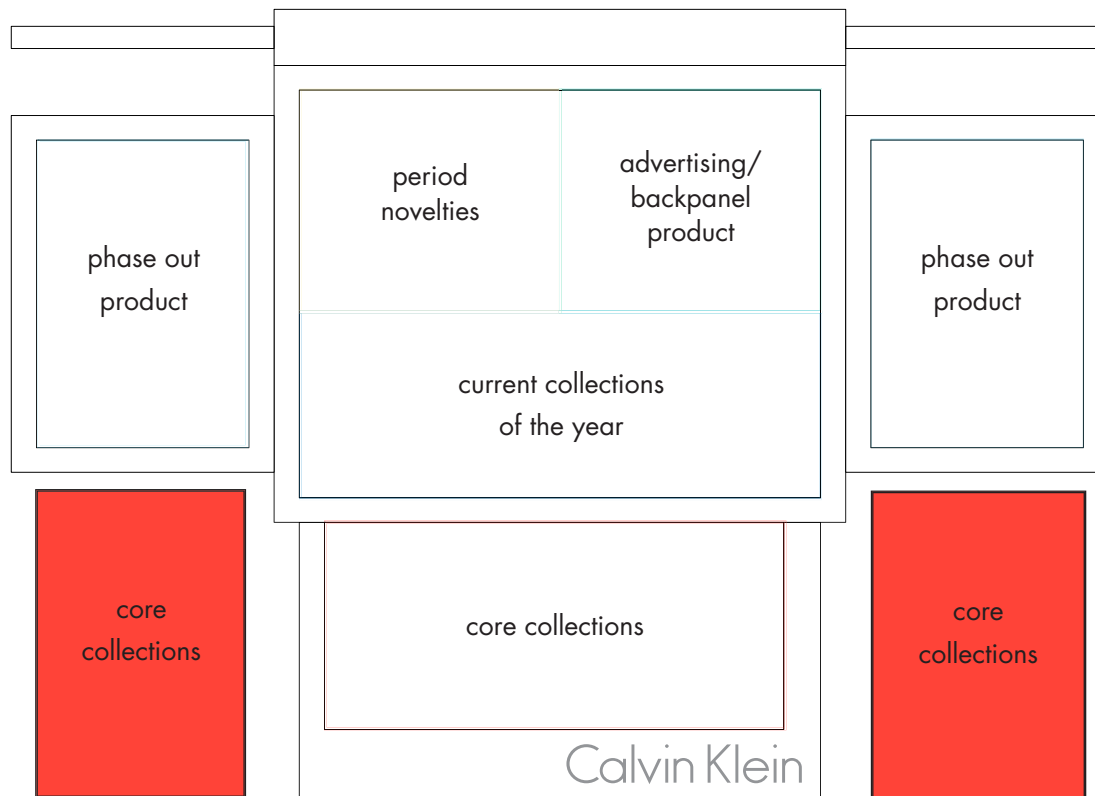 period
novelties
advertising/
backpanel
product
phase out
product
phase out
product
current collections
of the year
core
collections
core collections
core
collections
Calvin Klein